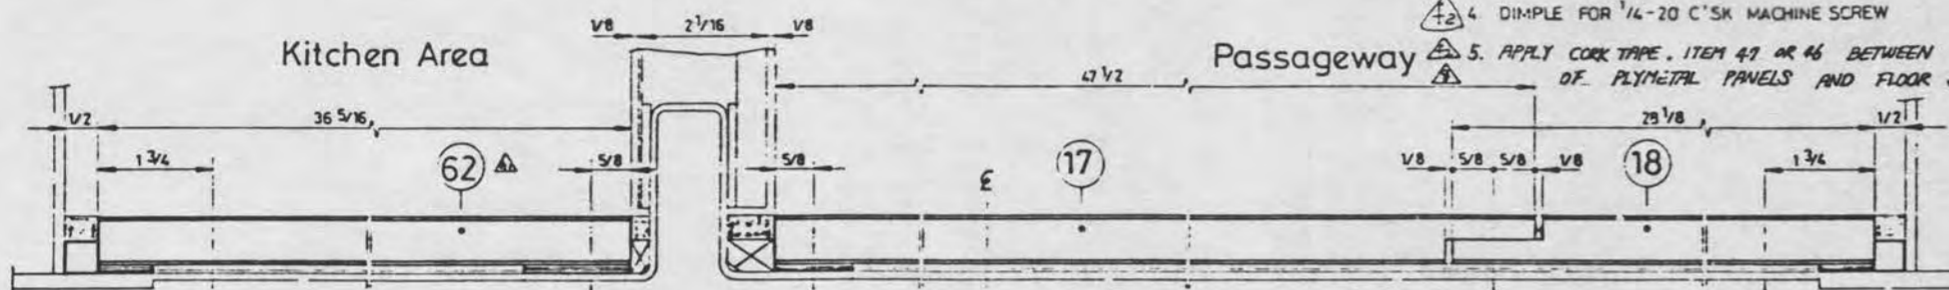 4. DIMPLE FOR 1/4-20 C'SK MACHINE SCREW
5. APPLY CORK TAPE. ITEM 47 OR 46 BETWEEN
OF PLYMETAL PANELS AND FLOOR
Kitchen Area
Passageway
1/8 2 1/16 1/8
47 1/2
1/2 36 5/16 28 1/8 1/2
1 3/4 62 5/8 5/8 17 1/8 5/8 5/8 1/8 18 1 3/4